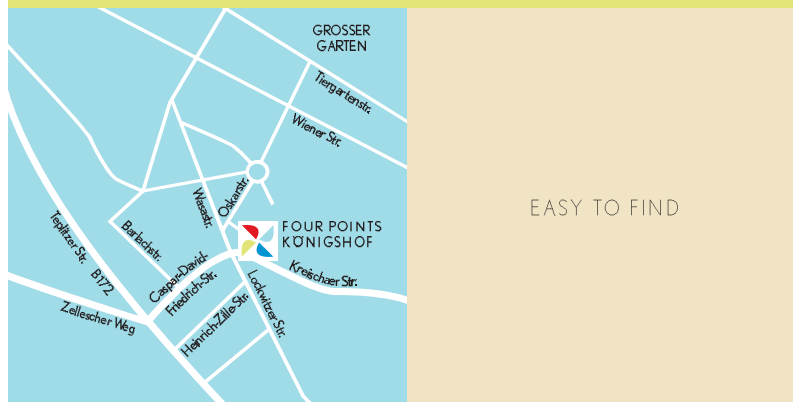 GROSSER
GARTEN
Tiergartenstr.
Wiener Str.
Oskarstr.
Wasastr.
Barlachstr.
Teplitzer Str. B172
FOUR POINTS
KÖNIGSHOF
Caspar-David-
Friedrich-Str.
Kreischaer Str.
Lockwitzer Str.
Heinrich-Zille-Str.
Zellescher Weg
EASY TO FIND